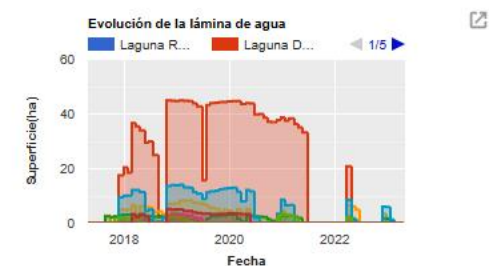 Evolución de la lámina de agua
Laguna R... Laguna D... 1/5
60
40
20
0
Superficie(ha)
2018 2020 2022
Fecha